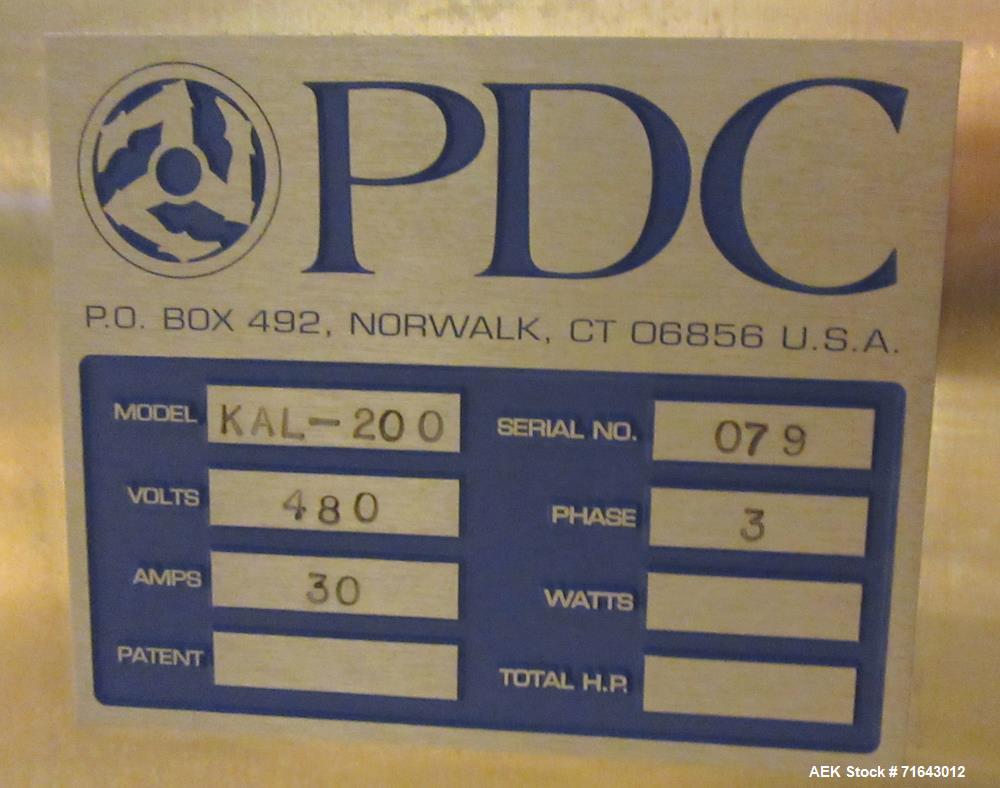 PDC
P.O. BOX 492, NORWALK, CT 06856 U.S.A.
MODEL KAL-200 SERIAL NO. 079
VOLTS 480 PHASE 3
AMPS 30 WATTS
PATENT TOTAL H.P.
AEK Stock # 71643012